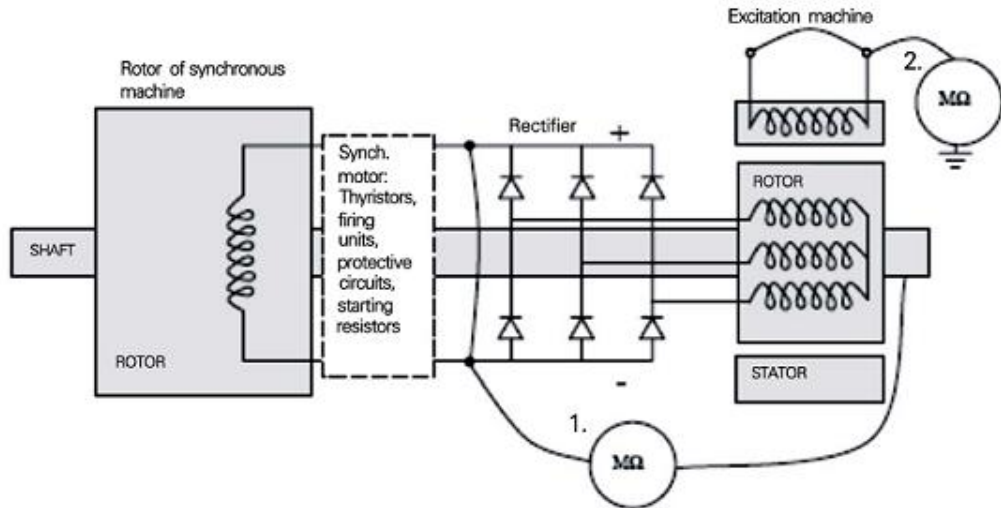 Excitation machine
2.
MΩ
Rotor of synchronous
machine
Rectifier
+
Synch.
motor:
Thyristors,
firing
units,
protective
circuits,
starting
resistors
ROTOR
SHAFT
ROTOR
STATOR
-
1.
MΩ